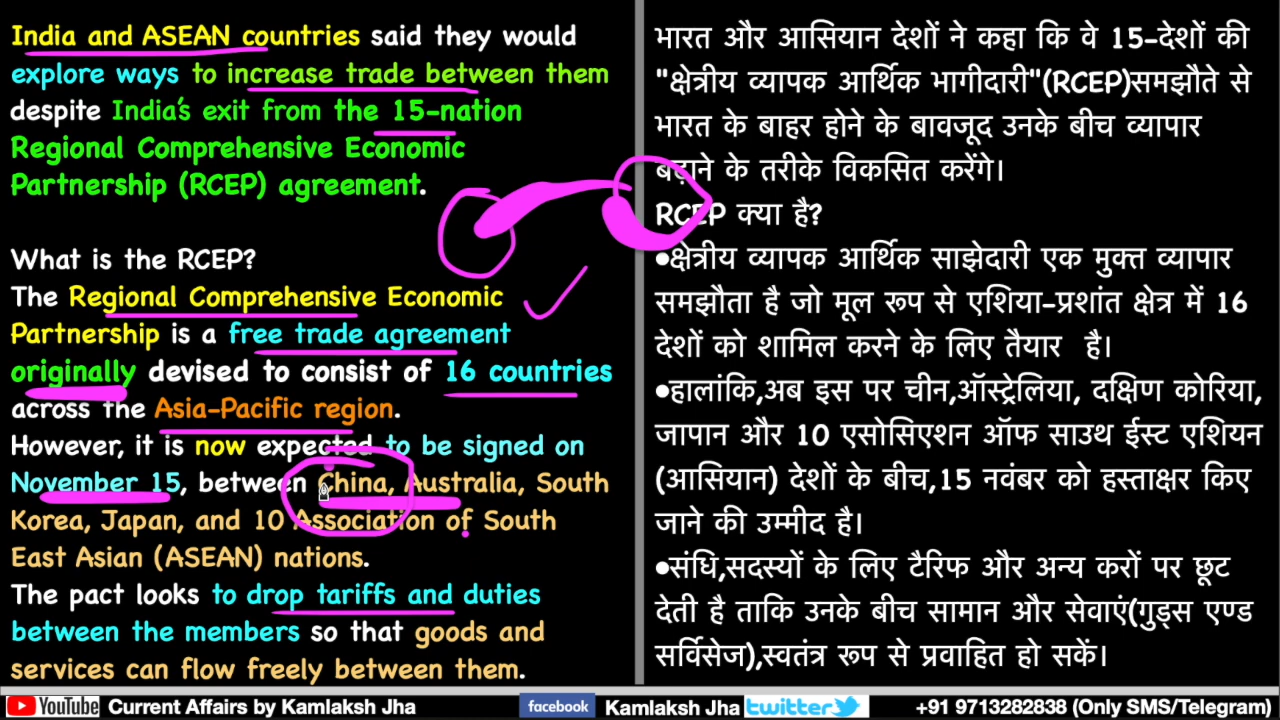 India and ASEAN countries said they would
explore ways to increase trade between them
despite India's exit from the 15-nation
Regional Comprehensive Economic
Partnership (RCEP) agreement.
What is the RCEP?
The Regional Comprehensive Economic
Partnership is a free trade agreement
originally devised to consist of 16 countries
across the Asia-Pacific region.
However, it is now expected to be signed on
November 15, between China, Australia, South
Korea, Japan, and 10 Association of South
East Asian (ASEAN) nations.
The pact looks to drop tariffs and duties
between the members so that goods and
services can flow freely between them.
भारत और आसियान देशों ने कहा कि वे 15-देशों की
"क्षेत्रीय व्यापक आर्थिक भागीदारी"(RCEP)समझौते से
भारत के बाहर होने के बावजूद उनके बीच व्यापार
बढ़ाने के तरीके विकसित करेंगे।
RCEP क्या है?
•क्षेत्रीय व्यापक आर्थिक साझेदारी एक मुक्त व्यापार
समझौता है जो मूल रूप से एशिया-प्रशांत क्षेत्र में 16
देशों को शामिल करने के लिए तैयार है।
•हालांकि,अब इस पर चीन,ऑस्ट्रेलिया, दक्षिण कोरिया,
जापान और 10 एसोसिएशन ऑफ साउथ ईस्ट एशियन
(आसियान) देशों के बीच,15 नवंबर को हस्ताक्षर किए
जाने की उम्मीद है।
•संधि,सदस्यों के लिए टैरिफ और अन्य करों पर छूट
देती है ताकि उनके बीच सामान और सेवाएं(गुड्स एण्ड
सर्विसेज),स्वतंत्र रूप से प्रवाहित हो सकें।
YouTube Current Affairs by Kamlaksh Jha facebook Kamlaksh Jha twitter +91 9713282838 (Only SMS/Telegram)